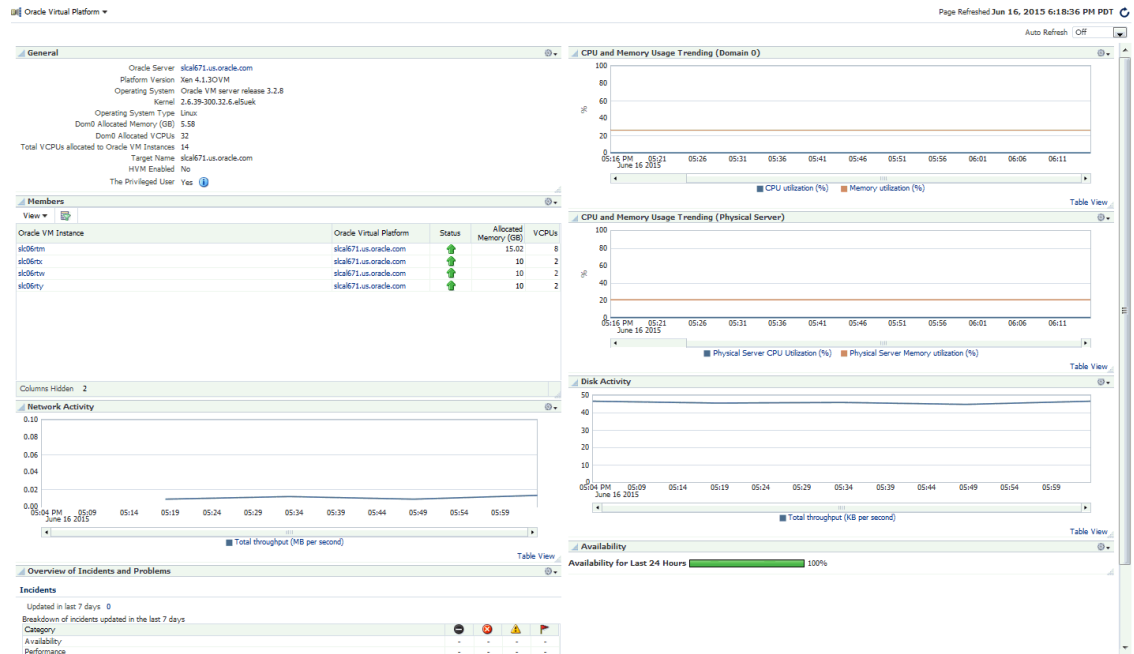 Oracle Virtual Platform
Page Refreshed Jun 16, 2015 6:18:36 PM PDT
Auto Refresh Off
General
Oracle Server slcal671.us.oracle.com
Platform Version Xen 4.1.3OVM
Operating System Oracle VM server release 3.2.8
Kernel 2.6.39-300.32.6.el5uek
Operating System Type Linux
Dom0 Allocated Memory (GB) 5.58
Dom0 Allocated VCPUs 32
Total VCPUs allocated to Oracle VM Instances 14
Target Name slcal671.us.oracle.com
HVM Enabled No
The Privileged User Yes
Members
View
Oracle VM Instance Oracle Virtual Platform Status Allocated Memory (GB) VCPUs
slc06rtm slcal671.us.oracle.com 15.02 8
slc06rtx slcal671.us.oracle.com 10 2
slc06rtw slcal671.us.oracle.com 10 2
slc06rty slcal671.us.oracle.com 10 2
Columns Hidden 2
Network Activity
0.10
0.08
0.06
0.04
0.02
0.00
05:04 PM 05:09 05:14 05:19 05:24 05:29 05:34 05:39 05:44 05:49 05:54 05:59
June 16 2015
Total throughput (MB per second)
Table View
Overview of Incidents and Problems
Incidents
Updated in last 7 days 0
Breakdown of incidents updated in the last 7 days
Category
Availability - - - -
Performance - - - -
CPU and Memory Usage Trending (Domain 0)
100
80
60
40
20
0
%
05:16 PM 05:21 05:26 05:31 05:36 05:41 05:46 05:51 05:56 06:01 06:06 06:11
June 16 2015
CPU utilization (%) Memory utilization (%)
Table View
CPU and Memory Usage Trending (Physical Server)
100
80
60
40
20
0
%
05:16 PM 05:21 05:26 05:31 05:36 05:41 05:46 05:51 05:56 06:01 06:06 06:11
June 16 2015
Physical Server CPU Utilization (%) Physical Server Memory utilization (%)
Table View
Disk Activity
50
40
30
20
10
0
05:04 PM 05:09 05:14 05:19 05:24 05:29 05:34 05:39 05:44 05:49 05:54 05:59
June 16 2015
Total throughput (KB per second)
Table View
Availability
Availability for Last 24 Hours 100%